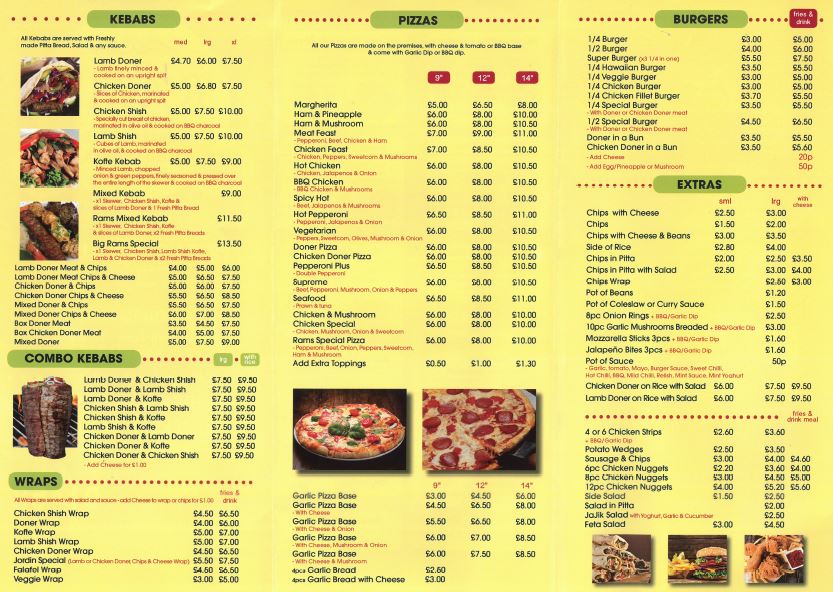 KEBABS
All Kebabs are served with Freshly
made Pitta Bread, Salad & any sauce.
med lrg xl
Lamb Doner £4.70 £6.00 £7.50
- Lamb finely minced &
cooked on an upright spit
Chicken Doner £5.00 £6.80 £7.50
- Slices of Chicken, marinated
& cooked on an upright spit
Chicken Shish £5.00 £7.50 £10.00
- Specially cut breast of chicken,
marinated in olive oil & cooked on BBQ charcoal
Lamb Shish £5.00 £7.50 £10.00
- Cubes of Lamb, marinated
in olive oil, & cooked on BBQ charcoal
Kofte Kebab £5.00 £7.50 £9.00
- Minced Lamb, chopped
onion & green peppers, finely seasoned & pressed over
the entire length of the skewer & cooked on BBQ charcoal
Mixed Kebab £9.00
- x1 Skewer, Chicken Shish, Kofte &
slices of Lamb Doner & 1 Fresh Pitta Bread
Rams Mixed Kebab £11.50
- x1 Skewer, Chicken Shish, Kofte
& slices of Lamb Doner, x2 fresh Pitta Breads
Big Rams Special £13.50
- x1 Skewer, Chicken Shish, Lamb Shish Kofte,
Lamb & Chicken Doner & x2 fresh Pitta Breads
Lamb Doner Meat & Chips £4.00 £5.00 £6.00
Lamb Doner Meat Chips & Cheese £5.00 £6.50 £7.50
Chicken Doner & Chips £5.00 £6.00 £7.50
Chicken Doner Chips & Cheese £5.50 £6.50 £8.50
Mixed Doner & Chips £5.50 £6.50 £7.50
Mixed Doner Chips & Cheese £6.00 £7.00 £8.50
Box Doner Meat £3.50 £4.50 £7.50
Box Chicken Doner Meat £4.00 £5.00 £7.50
Mixed Doner £5.00 £7.50 £9.00
COMBO KEBABS
lrg with rice
Lamb Doner & Chicken Shish £7.50 £9.50
Lamb Doner & Lamb Shish £7.50 £9.50
Lamb Doner & Kofte £7.50 £9.50
Chicken Shish & Lamb Shish £7.50 £9.50
Chicken Shish & Kofte £7.50 £9.50
Lamb Shish & Kofte £7.50 £9.50
Chicken Doner & Lamb Doner £7.50 £9.50
Chicken Doner & Kofte £7.50 £9.50
Chicken Doner & Chicken Shish £7.50 £9.50
- Add Cheese for £1.00
WRAPS
fries &
All Wraps are served with salad and sauce - add Cheese to wrap or chips for £1.00 drink
Chicken Shish Wrap £4.50 £6.50
Doner Wrap £4.00 £6.00
Kofte Wrap £5.00 £7.00
Lamb Shish Wrap £5.00 £7.00
Chicken Doner Wrap £4.50 £6.50
Jordin Special (Lamb or Chicken Doner, Chips & Cheese Wrap) £5.50 £7.50
Falafel Wrap £4.50 £6.50
Veggie Wrap £3.00 £5.00
PIZZAS
All our Pizzas are made on the premises, with cheese & tomato or BBQ base
& come with Garlic Dip or BBQ dip.
9" 12" 14"
Margherita £5.00 £6.50 £8.00
Ham & Pineapple £6.00 £8.00 £10.00
Ham & Mushroom £6.00 £8.00 £10.50
Meat Feast £7.00 £9.00 £11.00
- Pepperoni, Beef, Chicken & Ham
Chicken Feast £7.00 £8.50 £10.50
- Chicken, Peppers, Sweetcorn & Mushrooms
Hot Chicken £6.00 £8.00 £10.50
- Chicken, Jalapenos & Onion
BBQ Chicken £6.00 £8.00 £10.50
- BBQ Chicken & Mushrooms
Spicy Hot £6.00 £8.00 £10.50
- Beef, Jalapenos & Mushrooms
Hot Pepperoni £6.50 £8.50 £11.00
- Pepperoni, Jalapenos & Onion
Vegetarian £6.00 £8.00 £10.50
- Peppers, Sweetcorn, Olives, Mushroom & Onion
Doner Pizza £6.00 £8.00 £10.50
Chicken Doner Pizza £6.00 £8.00 £10.50
Pepperoni Plus £6.50 £8.50 £10.50
- Double Pepperoni
Supreme £6.00 £8.00 £10.50
- Beef, Pepperoni, Mushroom, Onion & Peppers
Seafood £6.50 £8.50 £11.00
- Prawn & tuna
Chicken & Mushroom £6.00 £8.00 £10.00
Chicken Special £6.00 £8.00 £10.00
- Chicken, Mushroom, Onion & Sweetcorn
Rams Special Pizza £6.00 £8.00 £10.00
- Pepperoni, Beef, Onion, Peppers, Sweetcorn,
Ham & Mushroom
Add Extra Toppings £0.50 £1.00 £1.30
9" 12" 14"
Garlic Pizza Base £3.00 £4.50 £6.00
Garlic Pizza Base £4.50 £6.50 £8.00
- With Cheese
Garlic Pizza Base £5.50 £6.50 £8.00
- With Cheese & Onion
Garlic Pizza Base £6.00 £7.00 £8.50
- With Cheese, Mushroom & Onion
Garlic Pizza Base £6.00 £7.50 £8.50
- With Cheese & Mushroom
4pcs Garlic Bread £2.60
4pcs Garlic Bread with Cheese £3.00
BURGERS
fries & drink
1/4 Burger £3.00 £5.00
1/2 Burger £4.00 £6.00
Super Burger (x3 1/4 in one) £5.50 £7.50
1/4 Hawaiian Burger £3.50 £5.50
1/4 Veggie Burger £3.00 £5.00
1/4 Chicken Burger £3.00 £5.00
1/4 Chicken Fillet Burger £3.70 £5.50
1/4 Special Burger £3.50 £5.50
- With Doner or Chicken Doner meat
1/2 Special Burger £4.50 £6.50
- With Doner or Chicken Doner meat
Doner in a Bun £3.50 £5.50
Chicken Doner in a Bun £3.50 £5.60
- Add Cheese 20p
- Add Egg/Pineapple or Mushroom 50p
EXTRAS
sml lrg with cheese
Chips with Cheese £2.50 £3.00
Chips £1.50 £2.00
Chips with Cheese & Beans £3.00 £3.50
Side of Rice £2.80 £4.00
Chips in Pitta £2.00 £2.50 £3.50
Chips in Pitta with Salad £2.50 £3.00 £4.00
Chips Wrap £2.50 £3.00
Pot of Beans £1.20
Pot of Coleslaw or Curry Sauce £1.50
8pc Onion Rings + BBQ/Garlic Dip £2.00
10pc Garlic Mushrooms Breaded + BBQ/Garlic Dip £3.00
Mozzarella Sticks 3pcs + BBQ/Garlic Dip £1.60
Jalapeño Bites 3pcs + BBQ/Garlic Dip £1.60
Pot of Sauce 50p
- Garlic, tomato, Mayo, Burger Sauce, Sweet Chilli,
Hot Chilli, BBQ, Mild Chilli, Relish, Mint Sauce, Mint Yoghurt
Chicken Doner on Rice with Salad £6.00 £7.50 £9.50
Lamb Doner on Rice with Salad £6.00 £7.50 £9.50
fries &
drink meal
4 or 6 Chicken Strips £2.60 £3.60
+ BBQ/Garlic Dip
Potato Wedges £2.50 £3.50
Sausage & Chips £3.00 £4.00 £4.60
6pc Chicken Nuggets £2.20 £3.60 £4.00
8pc Chicken Nuggets £3.00 £4.50 £5.00
12pc Chicken Nuggets £4.00 £5.20 £5.60
Side Salad £1.50 £2.50
Salad in Pitta £2.00
JaJik Salad with Yoghurt, Garlic & Cucumber £2.50
Feta Salad £3.00 £4.50